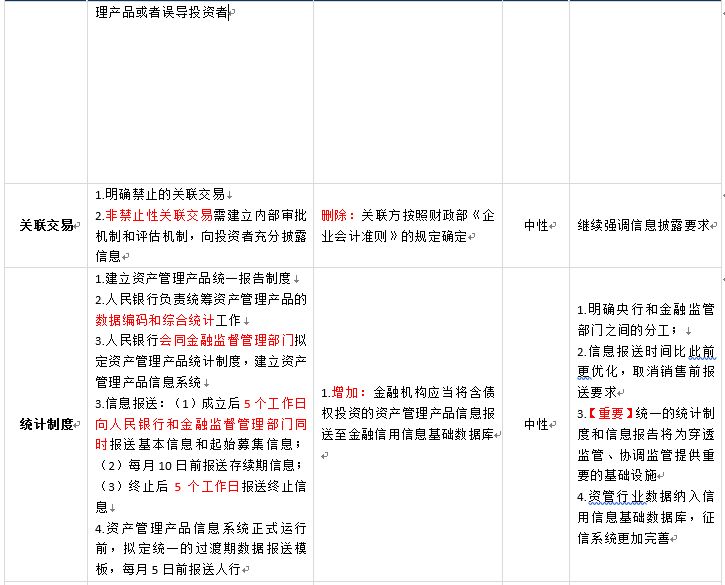 理产品或者误导投资者
关联交易
1.明确禁止的关联交易
2.非禁止性关联交易需建立内部审批
机制和评估机制，向投资者充分披露
信息
删除：关联方按照财政部《企
业会计准则》的规定确定
中性
继续强调信息披露要求
统计制度
1.建立资产管理产品统一报告制度
2.人民银行负责统筹资产管理产品的
数据编码和综合统计工作
3.人民银行会同金融监督管理部门拟
定资产管理产品统计制度，建立资产
管理产品信息系统
3.信息报送：（1）成立后 5 个工作日
向人民银行和金融监督管理部门同
时报送基本信息和起始募集信息；
（2）每月 10 日前报送存续期信息；
（3）终止后 5 个工作日报送终止信
息
4.资产管理产品信息系统正式运行
前，拟定统一的过渡期数据报送模
板，每月 5 日前报送人行
1.增加：金融机构应当将含债
权投资的资产管理产品信息报
送至金融信用信息基础数据库
中性
1.明确央行和金融监管
部门之间的分工；
2.信息报送时间比此前
更优化，取消销售前报
送要求
3.【重要】统一的统计制
度和信息报告将为穿透
监管、协调监管提供重
要的基础设施
4.资管行业数据纳入信
用信息基础数据库，征
信系统更加完善